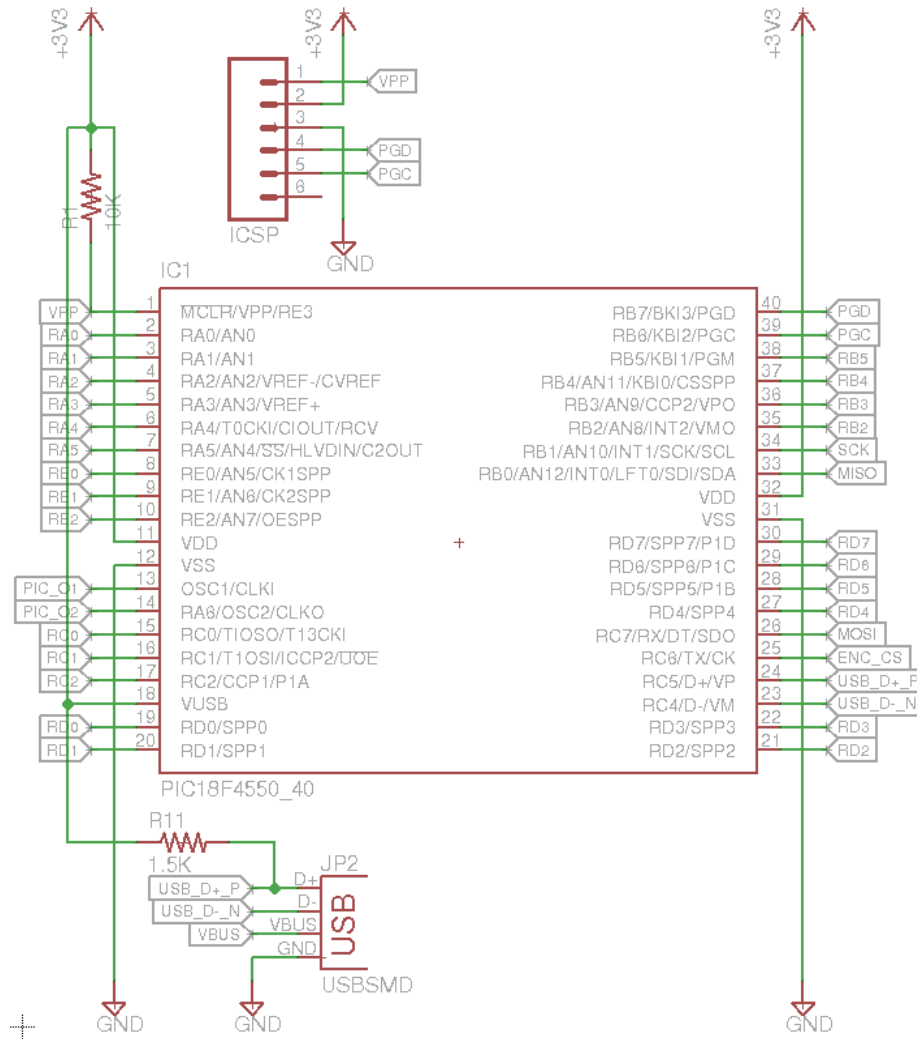 +3V3
+3V3
+3V3
1
VPP
2
3
4
PGD
5
PGC
6
R1
10K
ICSP
GND
IC1
VPP 1 MCLR/VPP/RE3 RB7/BKI3/PGD 40 PGD
RA0 2 RA0/AN0 RB6/KBI2/PGC 39 PGC
RA1 3 RA1/AN1 RB5/KBI1/PGM 38 RB5
RA2 4 RA2/AN2/VREF-/CVREF RB4/AN11/KBI0/CSSPP 37 RB4
RA3 5 RA3/AN3/VREF+ RB3/AN9/CCP2/VPO 36 RB3
RA4 6 RA4/T0CKI/CIOUT/RCV RB2/AN8/INT2/VMO 35 RB2
RA5 7 RA5/AN4/SS/HLVDIN/C2OUT RB1/AN10/INT1/SCK/SCL 34 SCK
RE0 8 RE0/AN5/CK1SPP RB0/AN12/INT0/LFT0/SDI/SDA 33 MISO
RE1 9 RE1/AN6/CK2SPP VDD 32
RE2 10 RE2/AN7/OESPP VSS 31
11 VDD RD7/SPP7/P1D 30 RD7
12 VSS RD6/SPP6/P1C 29 RD6
PIC_O1 13 OSC1/CLKI RD5/SPP5/P1B 28 RD5
PIC_O2 14 RA6/OSC2/CLKO RD4/SPP4 27 RD4
RC0 15 RC0/TIOSO/T13CKI RC7/RX/DT/SDO 26 MOSI
RC1 16 RC1/T1OSI/ICCP2/UOE RC6/TX/CK 25 ENC_CS
RC2 17 RC2/CCP1/P1A RC5/D+/VP 24 USB_D+_P
18 VUSB RC4/D-/VM 23 USB_D-_N
RD0 19 RD0/SPP0 RD3/SPP3 22 RD3
RD1 20 RD1/SPP1 RD2/SPP2 21 RD2
PIC18F4550_40
R11
1.5K
JP2
USB_D+_P D+
USB_D-_N D-
VBUS VBUS
GND
USB
USBSMD
GND
GND
GND